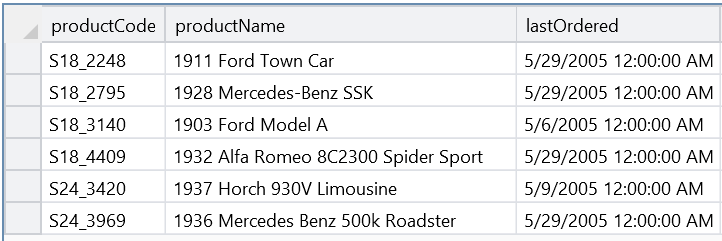 productCode productName lastOrdered
S18_2248 1911 Ford Town Car 5/29/2005 12:00:00 AM
S18_2795 1928 Mercedes-Benz SSK 5/29/2005 12:00:00 AM
S18_3140 1903 Ford Model A 5/6/2005 12:00:00 AM
S18_4409 1932 Alfa Romeo 8C2300 Spider Sport 5/29/2005 12:00:00 AM
S24_3420 1937 Horch 930V Limousine 5/9/2005 12:00:00 AM
S24_3969 1936 Mercedes Benz 500k Roadster 5/29/2005 12:00:00 AM